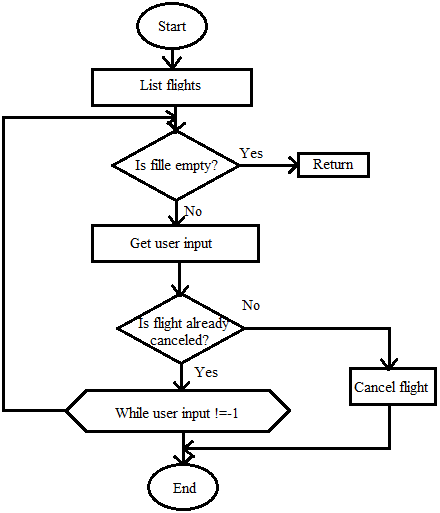 Start
List flights
Is fille empty?
Yes
Return
No
Get user input
No
Is flight already
canceled?
Yes
Cancel flight
While user input !=-1
End